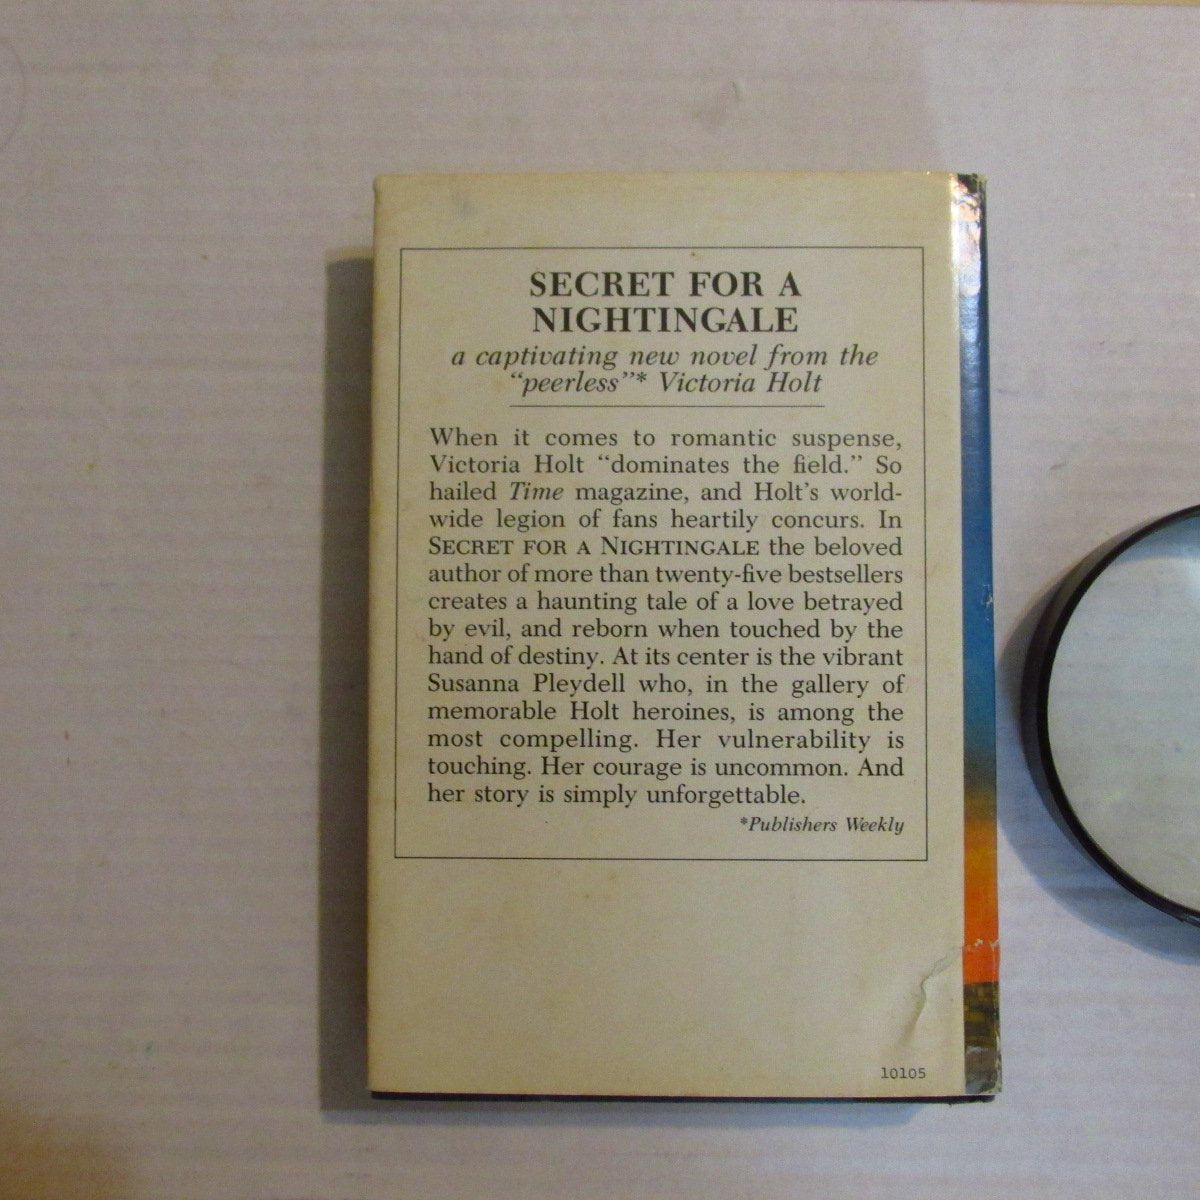 SECRET FOR A
NIGHTINGALE
a captivating new novel from the
“peerless”* Victoria Holt
When it comes to romantic suspense,
Victoria Holt “dominates the field.” So
hailed Time magazine, and Holt’s world-
wide legion of fans heartily concurs. In
SECRET FOR A NIGHTINGALE the beloved
author of more than twenty-five bestsellers
creates a haunting tale of a love betrayed
by evil, and reborn when touched by the
hand of destiny. At its center is the vibrant
Susanna Pleydell who, in the gallery of
memorable Holt heroines, is among the
most compelling. Her vulnerability is
touching. Her courage is uncommon. And
her story is simply unforgettable.
*Publishers Weekly
10105